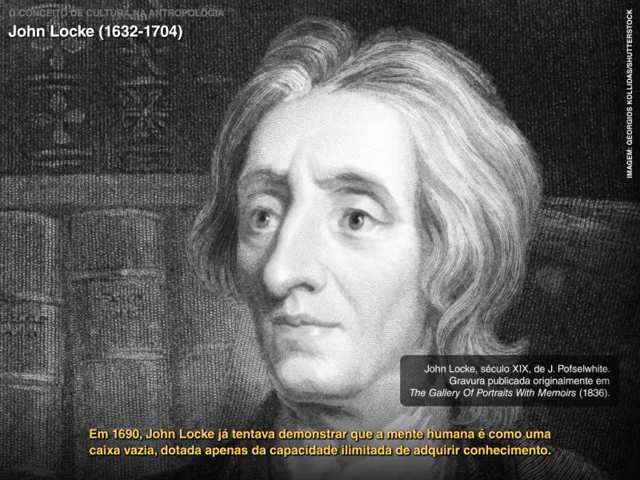 O CONCEITO DE CULTURA NA ANTROPOLOGIA
John Locke (1632-1704)
IMAGEM: GEORGIOS KOLLIDAS/SHUTTERSTOCK
John Locke, século XIX, de J. Pofselwhite.
Gravura publicada originalmente em
The Gallery Of Portraits With Memoirs (1836).
Em 1690, John Locke já tentava demonstrar que a mente humana é como uma
caixa vazia, dotada apenas da capacidade ilimitada de adquirir conhecimento.